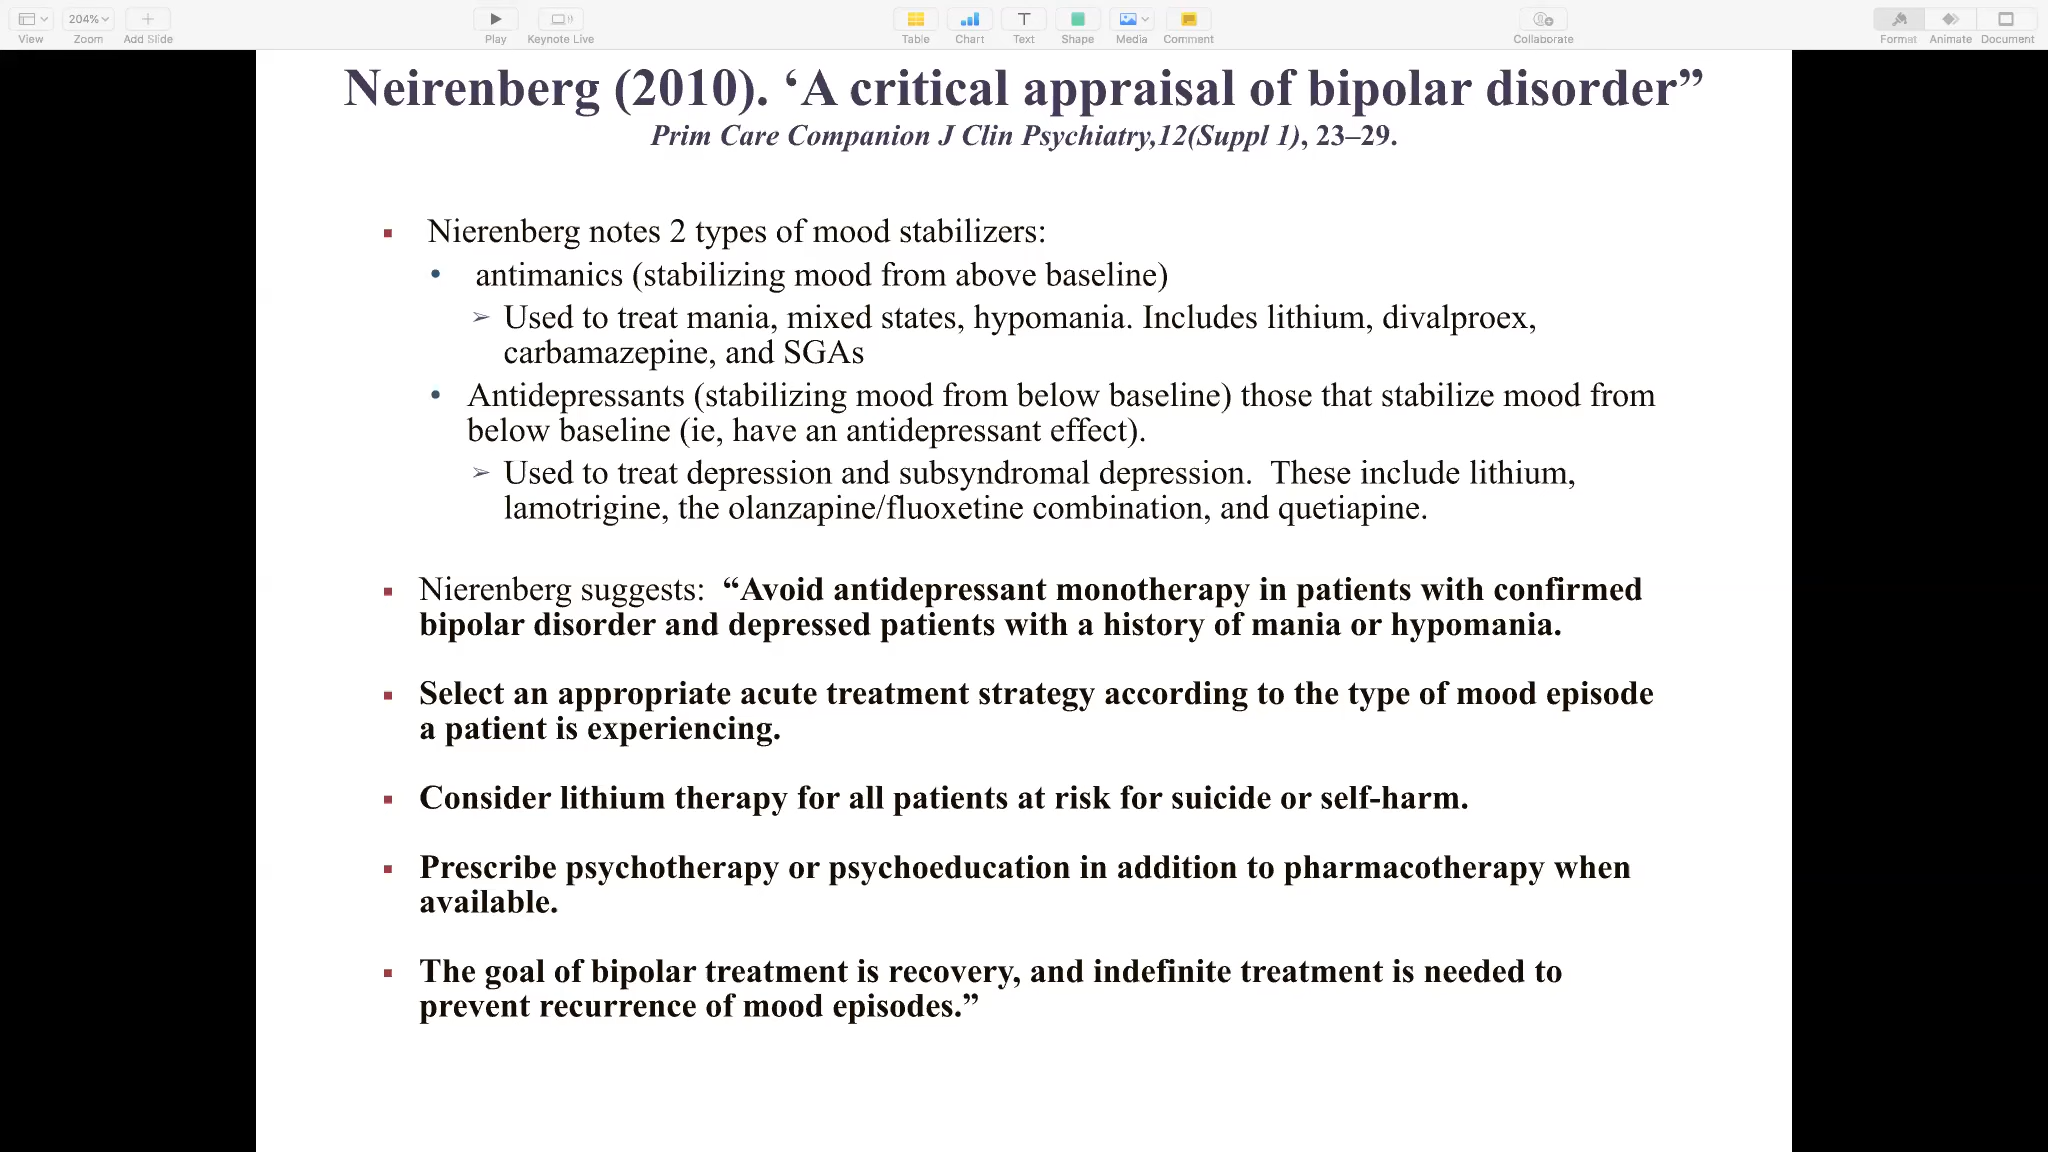 View
204%
Zoom
Add Slide
Play
Keynote Live
Table
Chart
Text
Shape
Media
Comment
Collaborate
Format
Animate
Document
Neirenberg (2010). ‘A critical appraisal of bipolar disorder”
Prim Care Companion J Clin Psychiatry,12(Suppl 1), 23–29.
Nierenberg notes 2 types of mood stabilizers:
antimanics (stabilizing mood from above baseline)
Used to treat mania, mixed states, hypomania. Includes lithium, divalproex,
carbamazepine, and SGAs
Antidepressants (stabilizing mood from below baseline) those that stabilize mood from
below baseline (ie, have an antidepressant effect).
Used to treat depression and subsyndromal depression. These include lithium,
lamotrigine, the olanzapine/fluoxetine combination, and quetiapine.
Nierenberg suggests: “Avoid antidepressant monotherapy in patients with confirmed
bipolar disorder and depressed patients with a history of mania or hypomania.
Select an appropriate acute treatment strategy according to the type of mood episode
a patient is experiencing.
Consider lithium therapy for all patients at risk for suicide or self-harm.
Prescribe psychotherapy or psychoeducation in addition to pharmacotherapy when
available.
The goal of bipolar treatment is recovery, and indefinite treatment is needed to
prevent recurrence of mood episodes.”